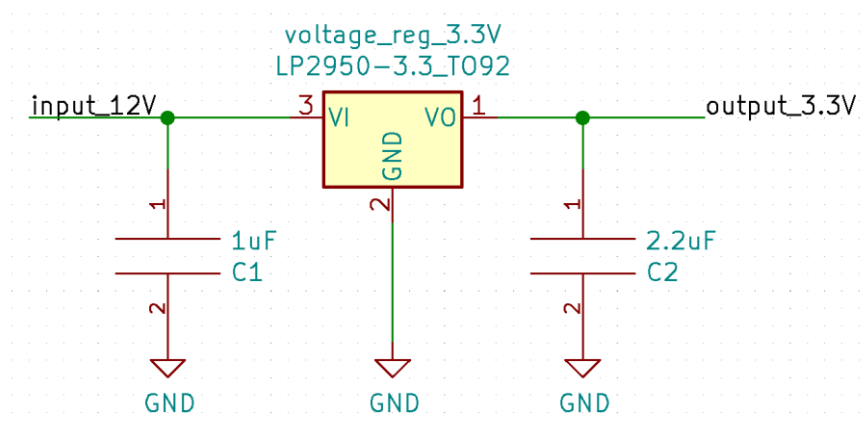 voltage_reg_3.3V
LP2950-3.3_TO92
input_12V
3
VI
VO
1
output_3.3V
GND
2
1
1uF
C1
2
GND
GND
1
2.2uF
C2
2
GND